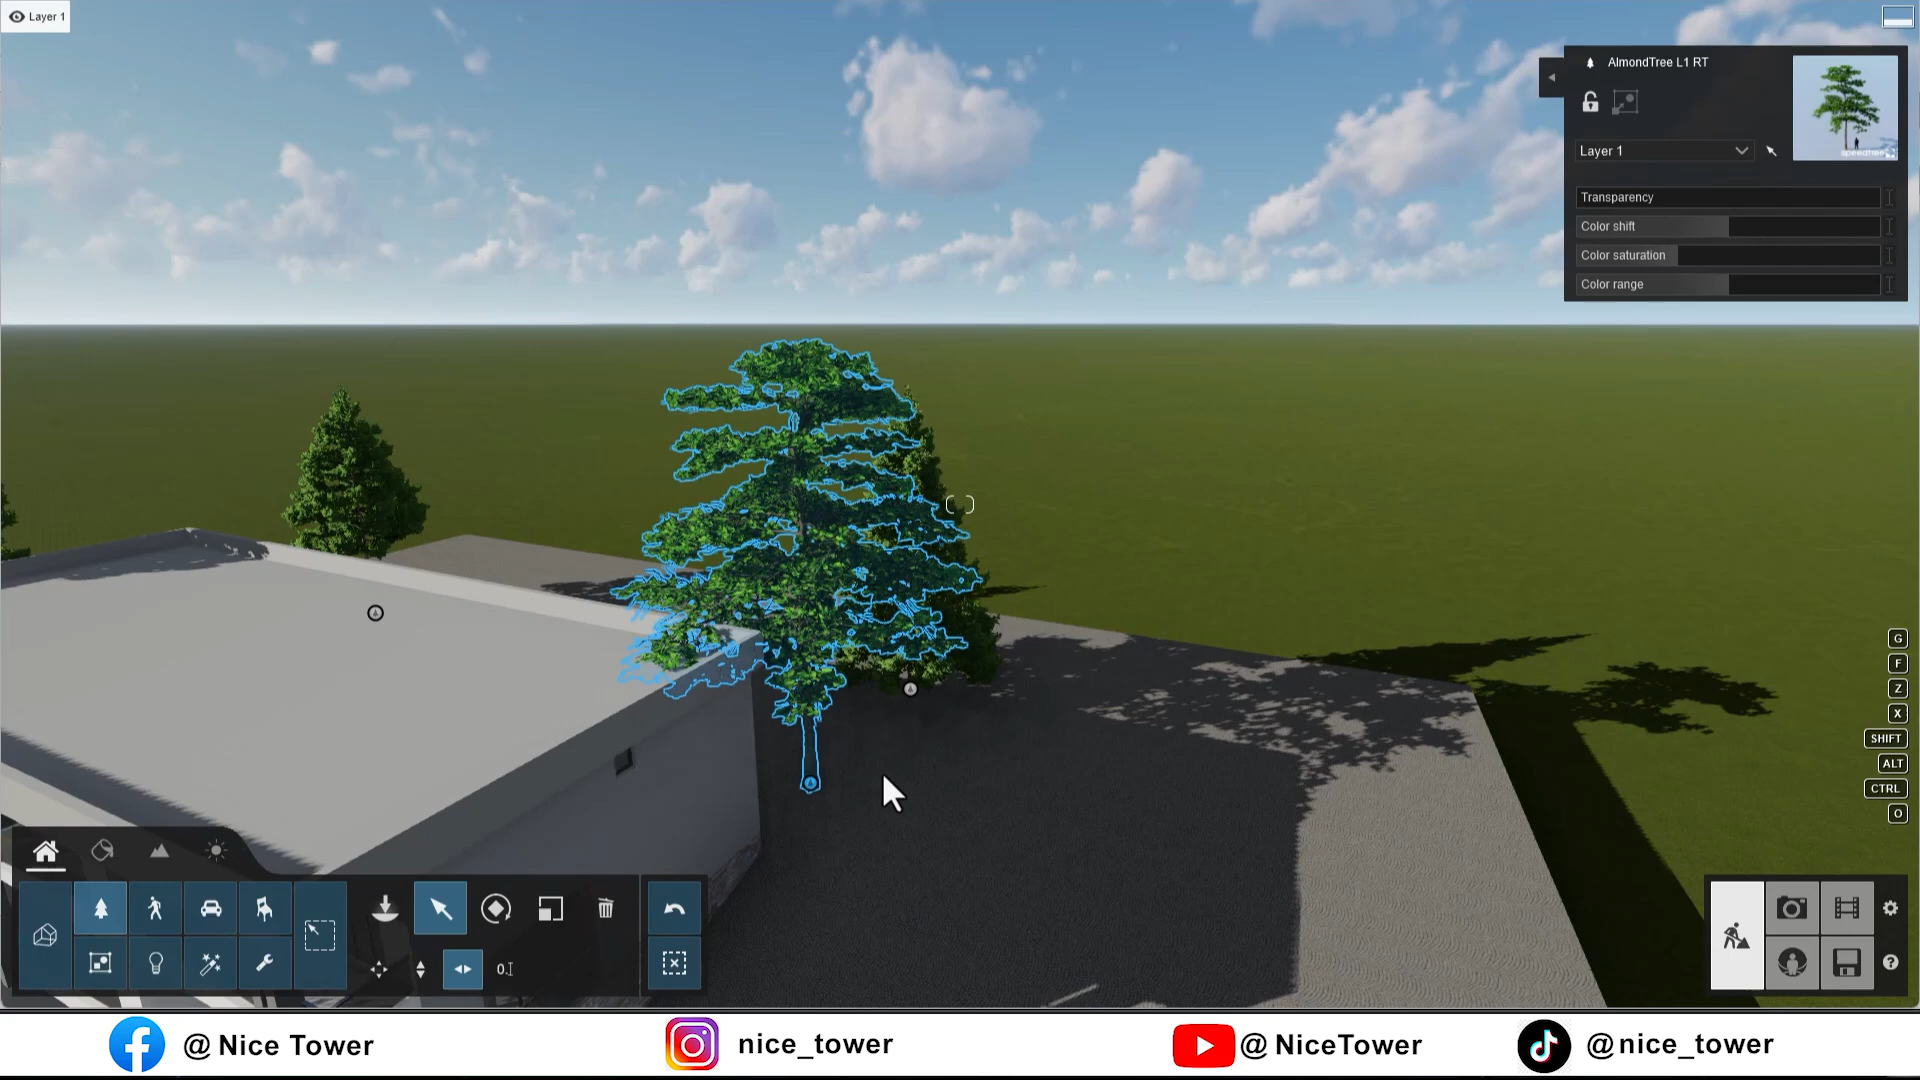 Layer 1
AlmondTree L1 RT
speedtree
Layer 1
Transparency
Color shift
Color saturation
Color range
G
F
Z
X
SHIFT
ALT
CTRL
O
0.
?
@ Nice Tower
nice_tower
@ NiceTower
@nice_tower